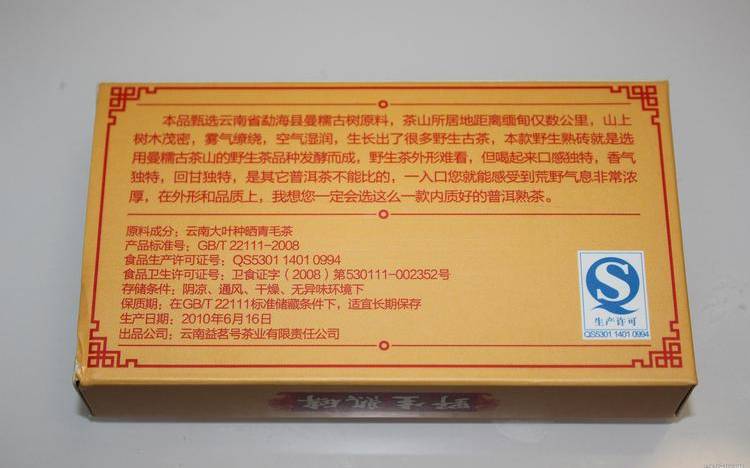 本品甄选云南省勐海县曼糯古树原料，茶山所居地距离缅甸仅数公里，山上
树木茂密，雾气缭绕，空气湿润，生长出了很多野生古茶，本款野生熟砖就是选
用曼糯古茶山的野生茶品种发酵而成，野生茶外形难看，但喝起来口感独特，香气
独特，回甘独特，是其它普洱茶不能比的，一入口您就能感受到荒野气息非常浓
厚，在外形和品质上，我想您一定会选这么一款内质好的普洱熟茶。
原料成分：云南大叶种晒青毛茶
产品标准号：GB/T 22111-2008
食品生产许可证号：QS5301 1401 0994
食品卫生许可证号：卫食证字（2008）第530111-002352号
存储条件：阴凉、通风、干燥、无异味环境下
保质期：在GB/T 22111标准储藏条件下，适宜长期保存
生产日期：2010年6月16日
出品公司：云南益茗号茶业有限责任公司
生产许可
QS5301 1401 0994
野生熟砖